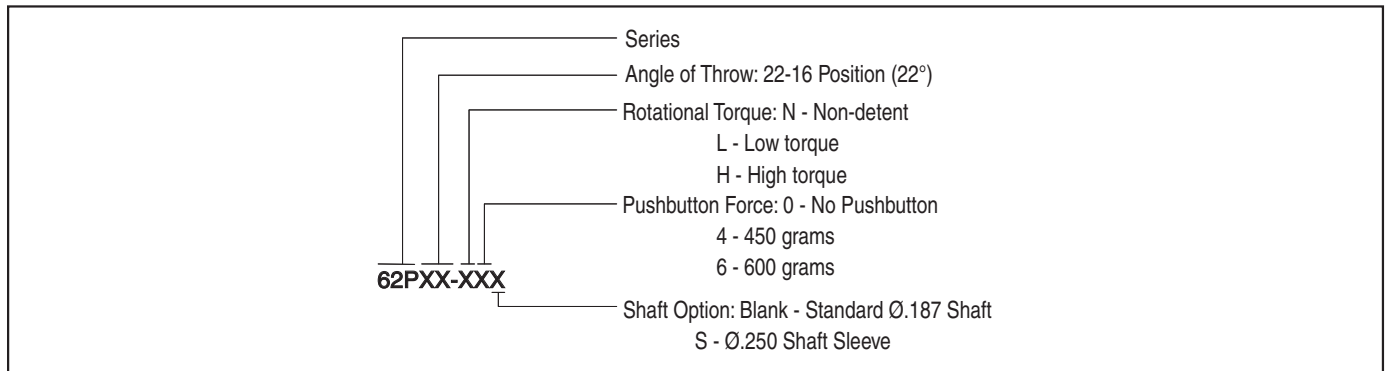 Series
Angle of Throw: 22-16 Position (22°)
Rotational Torque: N - Non-detent
L - Low torque
H - High torque
Pushbutton Force: 0 - No Pushbutton
4 - 450 grams
6 - 600 grams
62PXX-XXX
Shaft Option: Blank - Standard Ø.187 Shaft
S - Ø.250 Shaft Sleeve